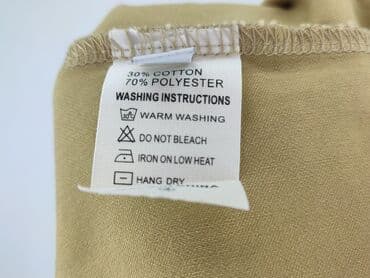 30% COTTON
70% POLYESTER
WASHING INSTRUCTIONS
WARM WASHING
DO NOT BLEACH
IRON ON LOW HEAT
HANG DRY